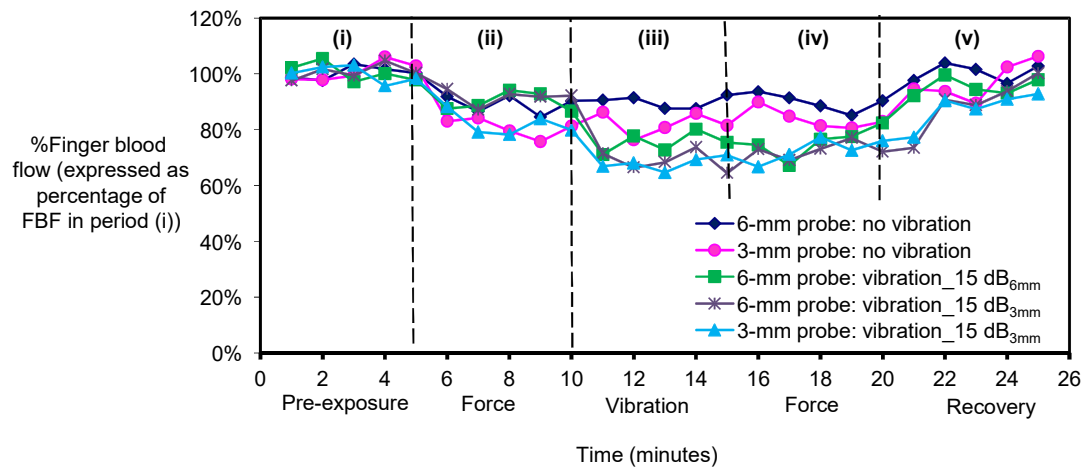 120%
100%
80%
60%
40%
20%
0%
%Finger blood
flow (expressed as
percentage of
FBF in period (i))
(i)
(ii)
(iii)
(iv)
(v)
6-mm probe: no vibration
3-mm probe: no vibration
6-mm probe: vibration_15 dB6mm
6-mm probe: vibration_15 dB3mm
3-mm probe: vibration_15 dB3mm
0 2 4 6 8 10 12 14 16 18 20 22 24 26
Pre-exposure Force Vibration Force Recovery
Time (minutes)